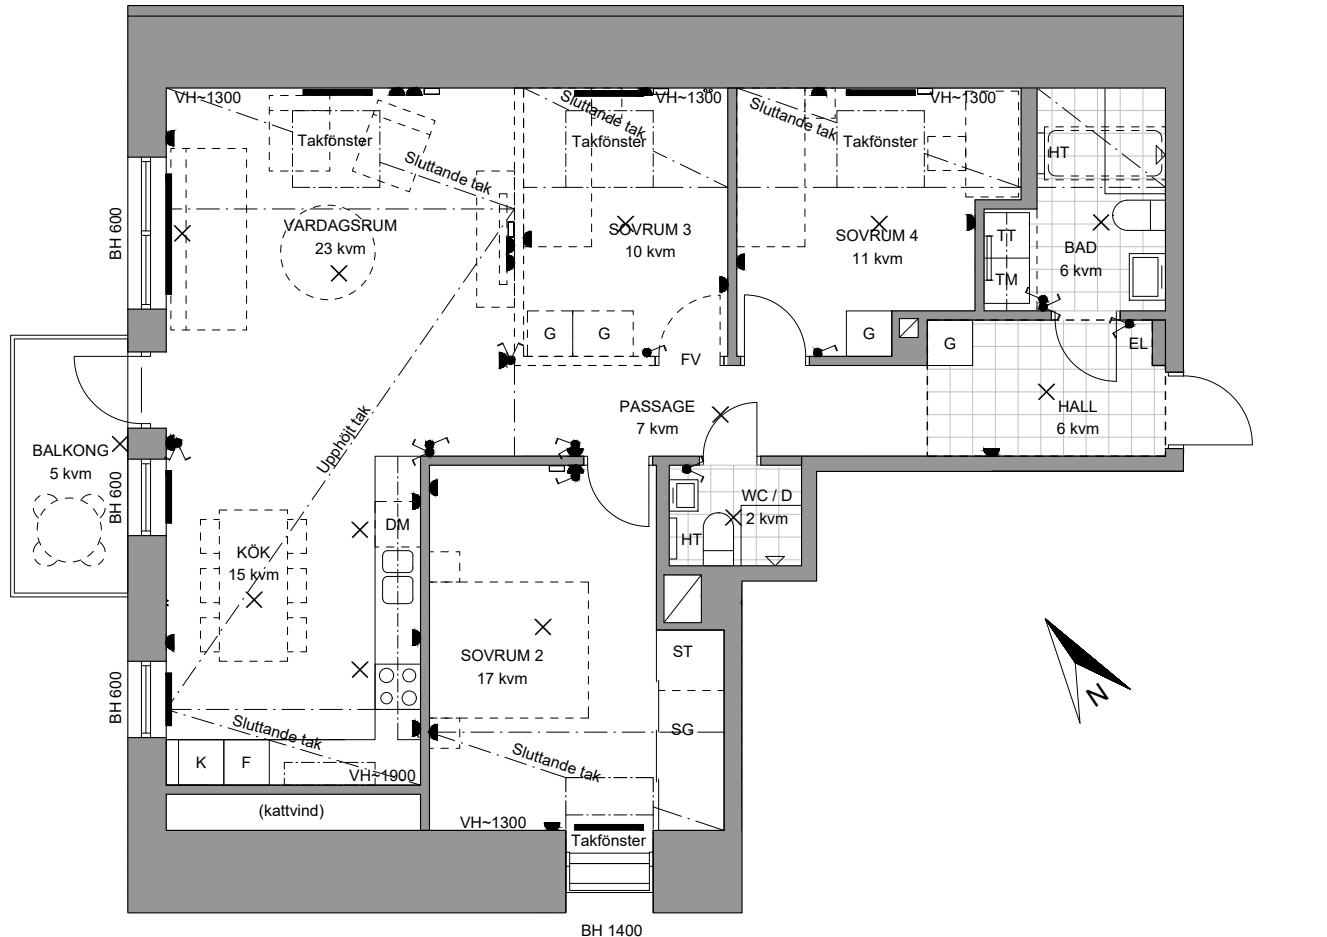 VH~1300
Sluttande tak
VH~1300
Sluttande tak
VH~1300
Takfönster
Takfönster
Takfönster
HT
Sluttande tak
BH 600
VARDAGSRUM
23 kvm
SOVRUM 3
10 kvm
SOVRUM 4
11 kvm
TT
TM
BAD
6 kvm
G
G
G
G
EL
FV
PASSAGE
7 kvm
HALL
6 kvm
BALKONG
5 kvm
Upphöjt tak
BH 600
DM
WC / D
2 kvm
HT
KÖK
15 kvm
SOVRUM 2
17 kvm
ST
SG
BH 600
Sluttande tak
Sluttande tak
K
F
VH~1900
(kattvind)
VH~1300
Takfönster
BH 1400
N